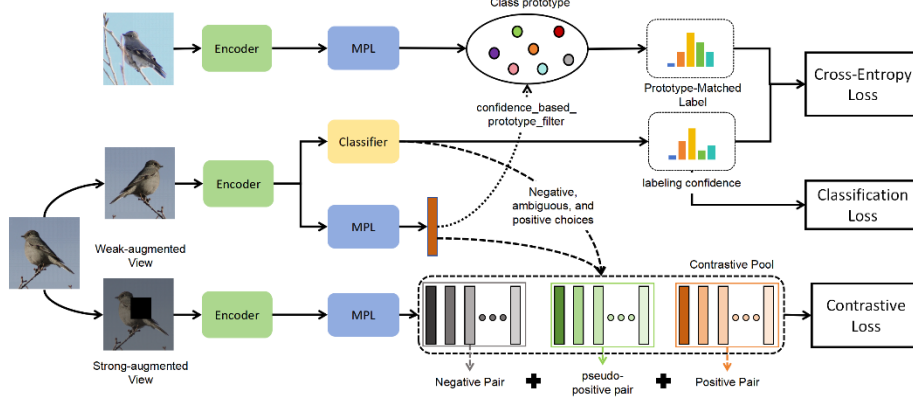 Class prototype
Encoder
MPL
Prototype-Matched
Label
Cross-Entropy
Loss
confidence_based_
prototype_filter
Classifier
Encoder
MPL
labeling confidence
Classification
Loss
Negative,
ambiguous, and
positive choices
Weak-augmented
View
Contrastive Pool
Encoder
MPL
Contrastive
Loss
Strong-augmented
View
Negative Pair
pseudo-
positive pair
Positive Pair